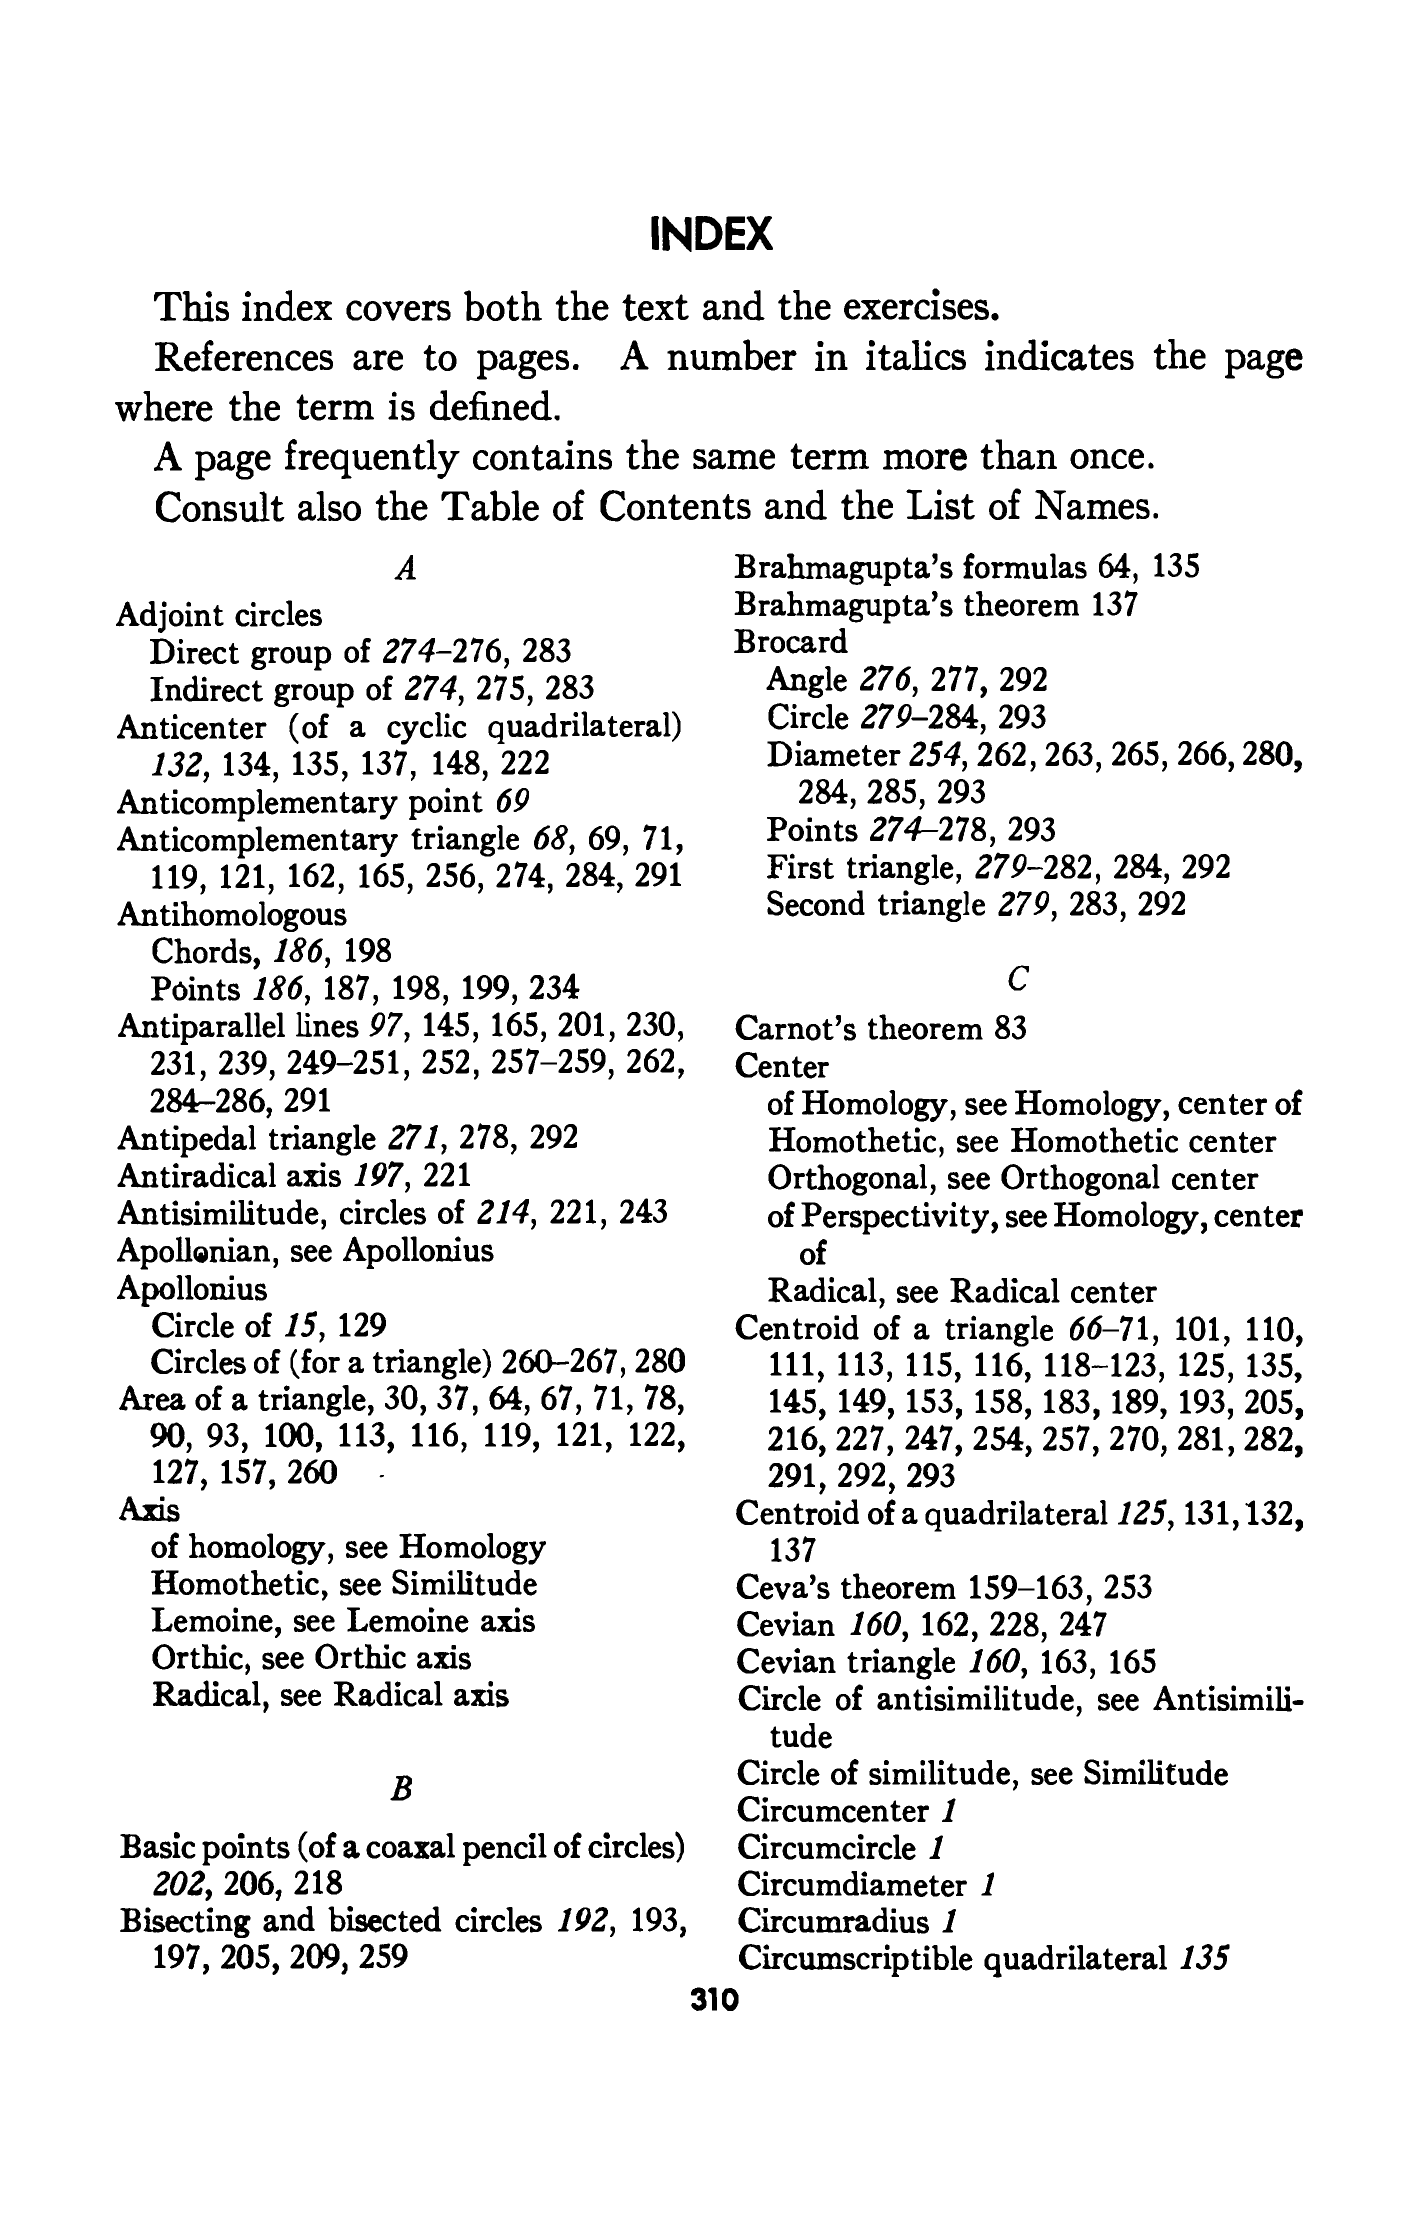 INDEX
This index covers both the text and the exercises.
References are to pages. A number in italics indicates the page
where the term is defined.
A page frequently contains the same term more than once.
Consult also the Table of Contents and the List of Names.
A
Adjoint circles
Direct group of 274–276, 283
Indirect group of 274, 275, 283
Anticenter (of a cyclic quadrilateral)
132, 134, 135, 137, 148, 222
Anticomplementary point 69
Anticomplementary triangle 68, 69, 71,
119, 121, 162, 165, 256, 274, 284, 291
Antihomologous
Chords, 186, 198
Points 186, 187, 198, 199, 234
Antiparallel lines 97, 145, 165, 201, 230,
231, 239, 249–251, 252, 257–259, 262,
284–286, 291
Antipedal triangle 271, 278, 292
Antiradical axis 197, 221
Antisimilitude, circles of 214, 221, 243
Apollonian, see Apollonius
Apollonius
Circle of 15, 129
Circles of (for a triangle) 260–267, 280
Area of a triangle, 30, 37, 64, 67, 71, 78,
90, 93, 100, 113, 116, 119, 121, 122,
127, 157, 260
Axis
of homology, see Homology
Homothetic, see Similitude
Lemoine, see Lemoine axis
Orthic, see Orthic axis
Radical, see Radical axis
B
Basic points (of a coaxal pencil of circles)
202, 206, 218
Bisecting and bisected circles 192, 193,
197, 205, 209, 259
Brahmagupta's formulas 64, 135
Brahmagupta's theorem 137
Brocard
Angle 276, 277, 292
Circle 279–284, 293
Diameter 254, 262, 263, 265, 266, 280,
284, 285, 293
Points 274–278, 293
First triangle, 279–282, 284, 292
Second triangle 279, 283, 292
C
Carnot's theorem 83
Center
of Homology, see Homology, center of
Homothetic, see Homothetic center
Orthogonal, see Orthogonal center
of Perspectivity, see Homology, center
of
Radical, see Radical center
Centroid of a triangle 66–71, 101, 110,
111, 113, 115, 116, 118–123, 125, 135,
145, 149, 153, 158, 183, 189, 193, 205,
216, 227, 247, 254, 257, 270, 281, 282,
291, 292, 293
Centroid of a quadrilateral 125, 131, 132,
137
Ceva's theorem 159–163, 253
Cevian 160, 162, 228, 247
Cevian triangle 160, 163, 165
Circle of antisimilitude, see Antisimili-
tude
Circle of similitude, see Similitude
Circumcenter 1
Circumcircle 1
Circumdiameter 1
Circumradius 1
Circumscriptible quadrilateral 135
310